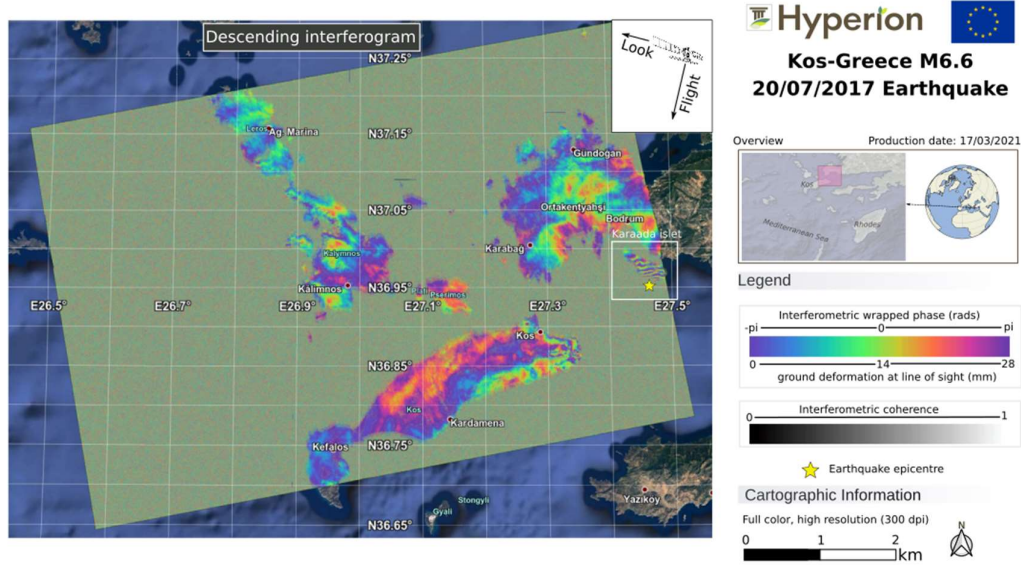 Descending interferogram
Look
Flight
N37.25°
Leros
Ag. Marina
N37.15°
Gundogan
N37.05°
Ortakentyahşi
Bodrum
Karaada islet
Kalymnos
Karabag
Kalimnos
N36.95°
Pserimos
E26.5°
E26.7°
E26.9°
E27.1°
E27.3°
E27.5°
Kos
N36.85°
Kos
Kardamena
Kefalos
N36.75°
Stongyli
Gyali
Yazikoy
N36.65°
Hyperion
Kos-Greece M6.6
20/07/2017 Earthquake
Overview
Production date: 17/03/2021
Kos
Mediterranean Sea
Rhodes
Legend
Interferometric wrapped phase (rads)
-pi 0 pi
0 14 28
ground deformation at line of sight (mm)
Interferometric coherence
0 1
Earthquake epicentre
Cartographic Information
Full color, high resolution (300 dpi)
0 1 2
km
N